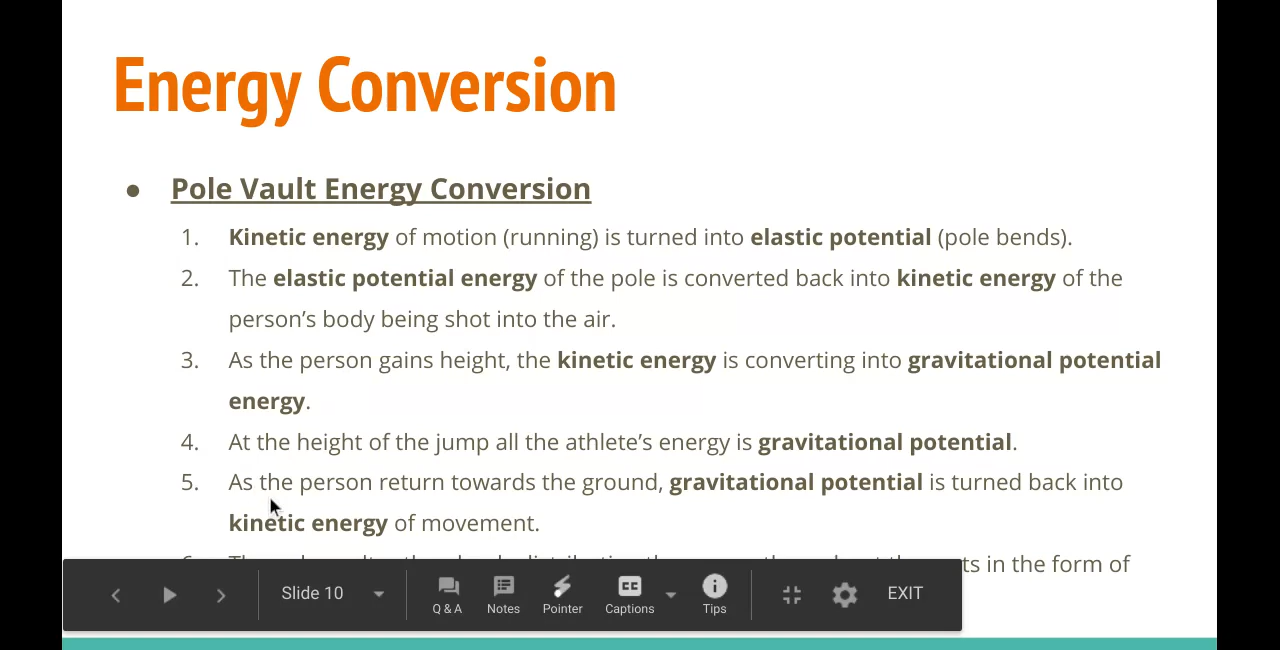 Energy Conversion
● Pole Vault Energy Conversion
1. Kinetic energy of motion (running) is turned into elastic potential (pole bends).
2. The elastic potential energy of the pole is converted back into kinetic energy of the
person’s body being shot into the air.
3. As the person gains height, the kinetic energy is converting into gravitational potential
energy.
4. At the height of the jump all the athlete’s energy is gravitational potential.
5. As the person return towards the ground, gravitational potential is turned back into
kinetic energy of movement.
in the form of
Slide 10
Q & A
Notes
Pointer
CC
Captions
Tips
EXIT